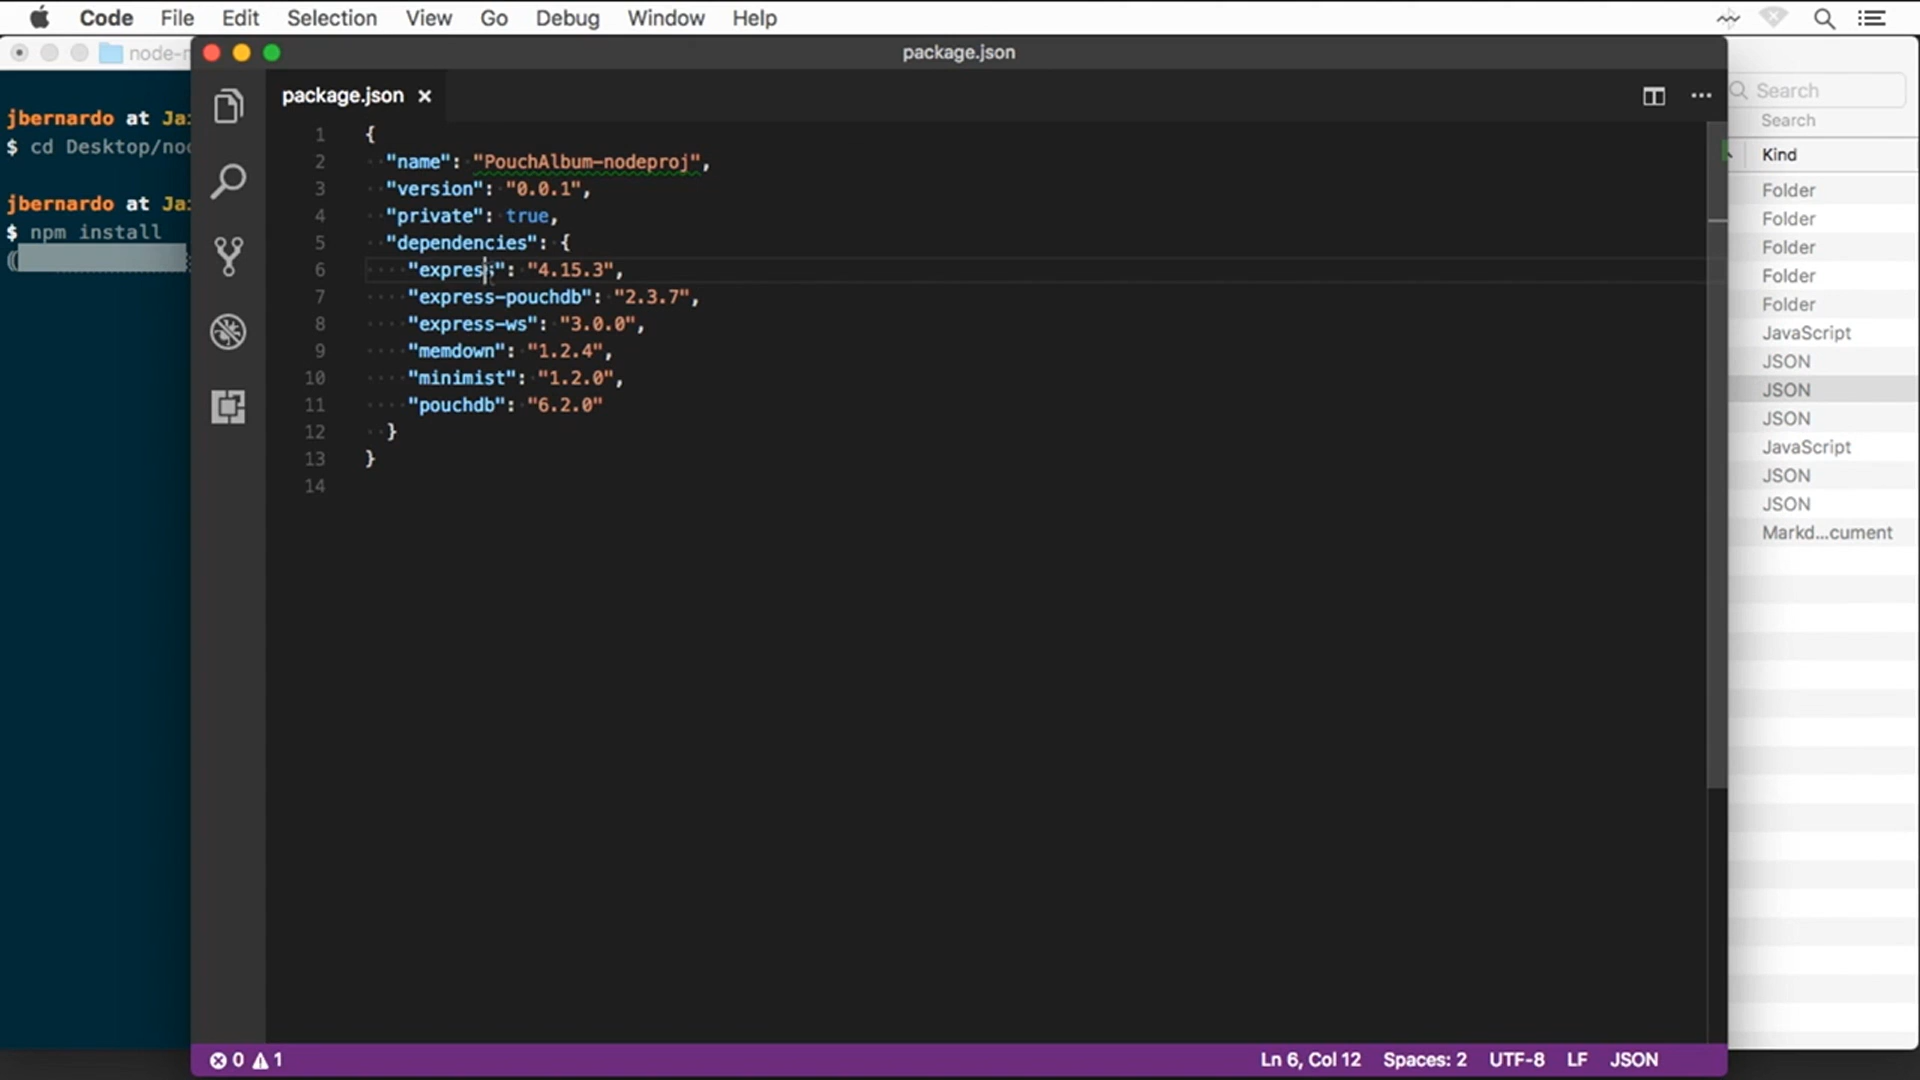 Code File Edit Selection View Go Debug Window Help
package.json
package.json
1 {
2 "name": "PouchAlbum-nodeproj",
3 "version": "0.0.1",
4 "private": true,
5 "dependencies": {
6 "express": "4.15.3",
7 "express-pouchdb": "2.3.7",
8 "express-ws": "3.0.0",
9 "memdown": "1.2.4",
10 "minimist": "1.2.0",
11 "pouchdb": "6.2.0"
12 }
13 }
14
0 1
Ln 6, Col 12 Spaces: 2 UTF-8 LF JSON
jbernardo at
$ cd
jbernardo at
$ npm install
Search
Search
Kind
Folder
Folder
Folder
Folder
Folder
JavaScript
JSON
JSON
JSON
JavaScript
JSON
JSON
Markd...cument